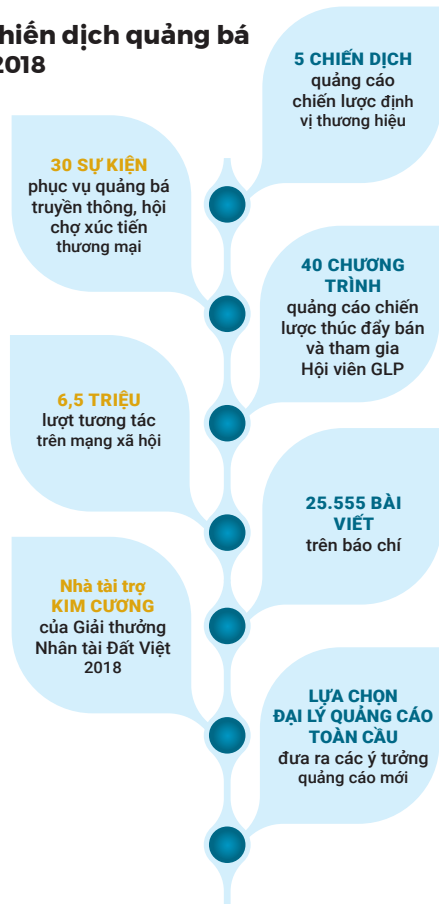 hiến dịch quảng bá
2018
5 CHIẾN DỊCH
quảng cáo
chiến lược định
vị thương hiệu
30 SỰ KIỆN
phục vụ quảng bá
truyền thông, hội
chợ xúc tiến
thương mại
40 CHƯƠNG
TRÌNH
quảng cáo chiến
lược thúc đẩy bán
và tham gia
Hội viên GLP
6,5 TRIỆU
lượt tương tác
trên mạng xã hội
25.555 BÀI
VIẾT
trên báo chí
Nhà tài trợ
KIM CƯƠNG
của Giải thưởng
Nhân tài Đất Việt
2018
LỰA CHỌN
ĐẠI LÝ QUẢNG CÁO
TOÀN CẦU
đưa ra các ý tưởng
quảng cáo mới